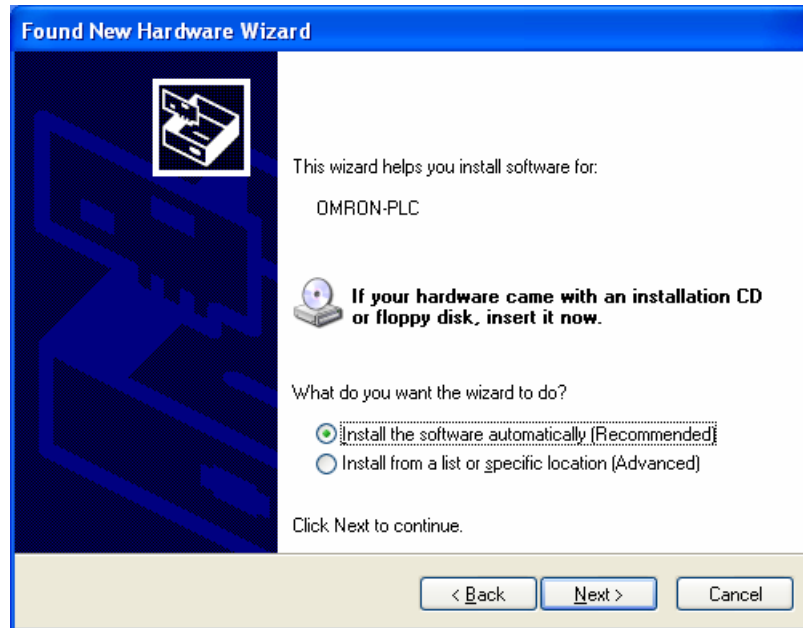 Found New Hardware Wizard
This wizard helps you install software for:
OMRON-PLC
If your hardware came with an installation CD
or floppy disk, insert it now.
What do you want the wizard to do?
Install the software automatically (Recommended)
Install from a list or specific location (Advanced)
Click Next to continue.
< Back
Next >
Cancel